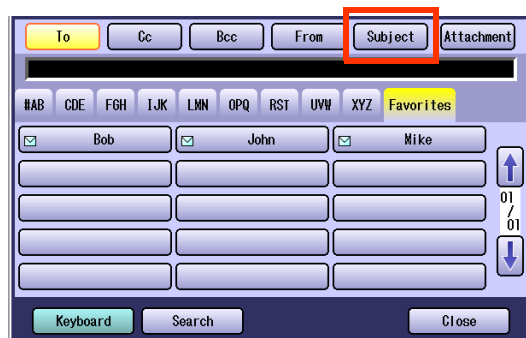 To Cc Bcc From Subject Attachment
#AB CDE FGH IJK LMN OPQ RST UVW XYZ Favorites
Bob John Mike
01
/
01
Keyboard Search Close